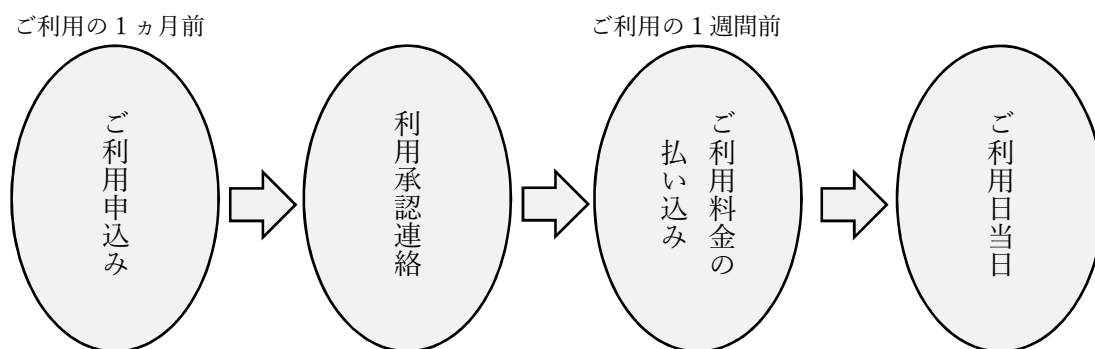 ご利用の１ヵ月前
ご利用の１週間前
ご利用申込み
利用承認連絡
ご利用料金の
払い込み
ご利用日当日